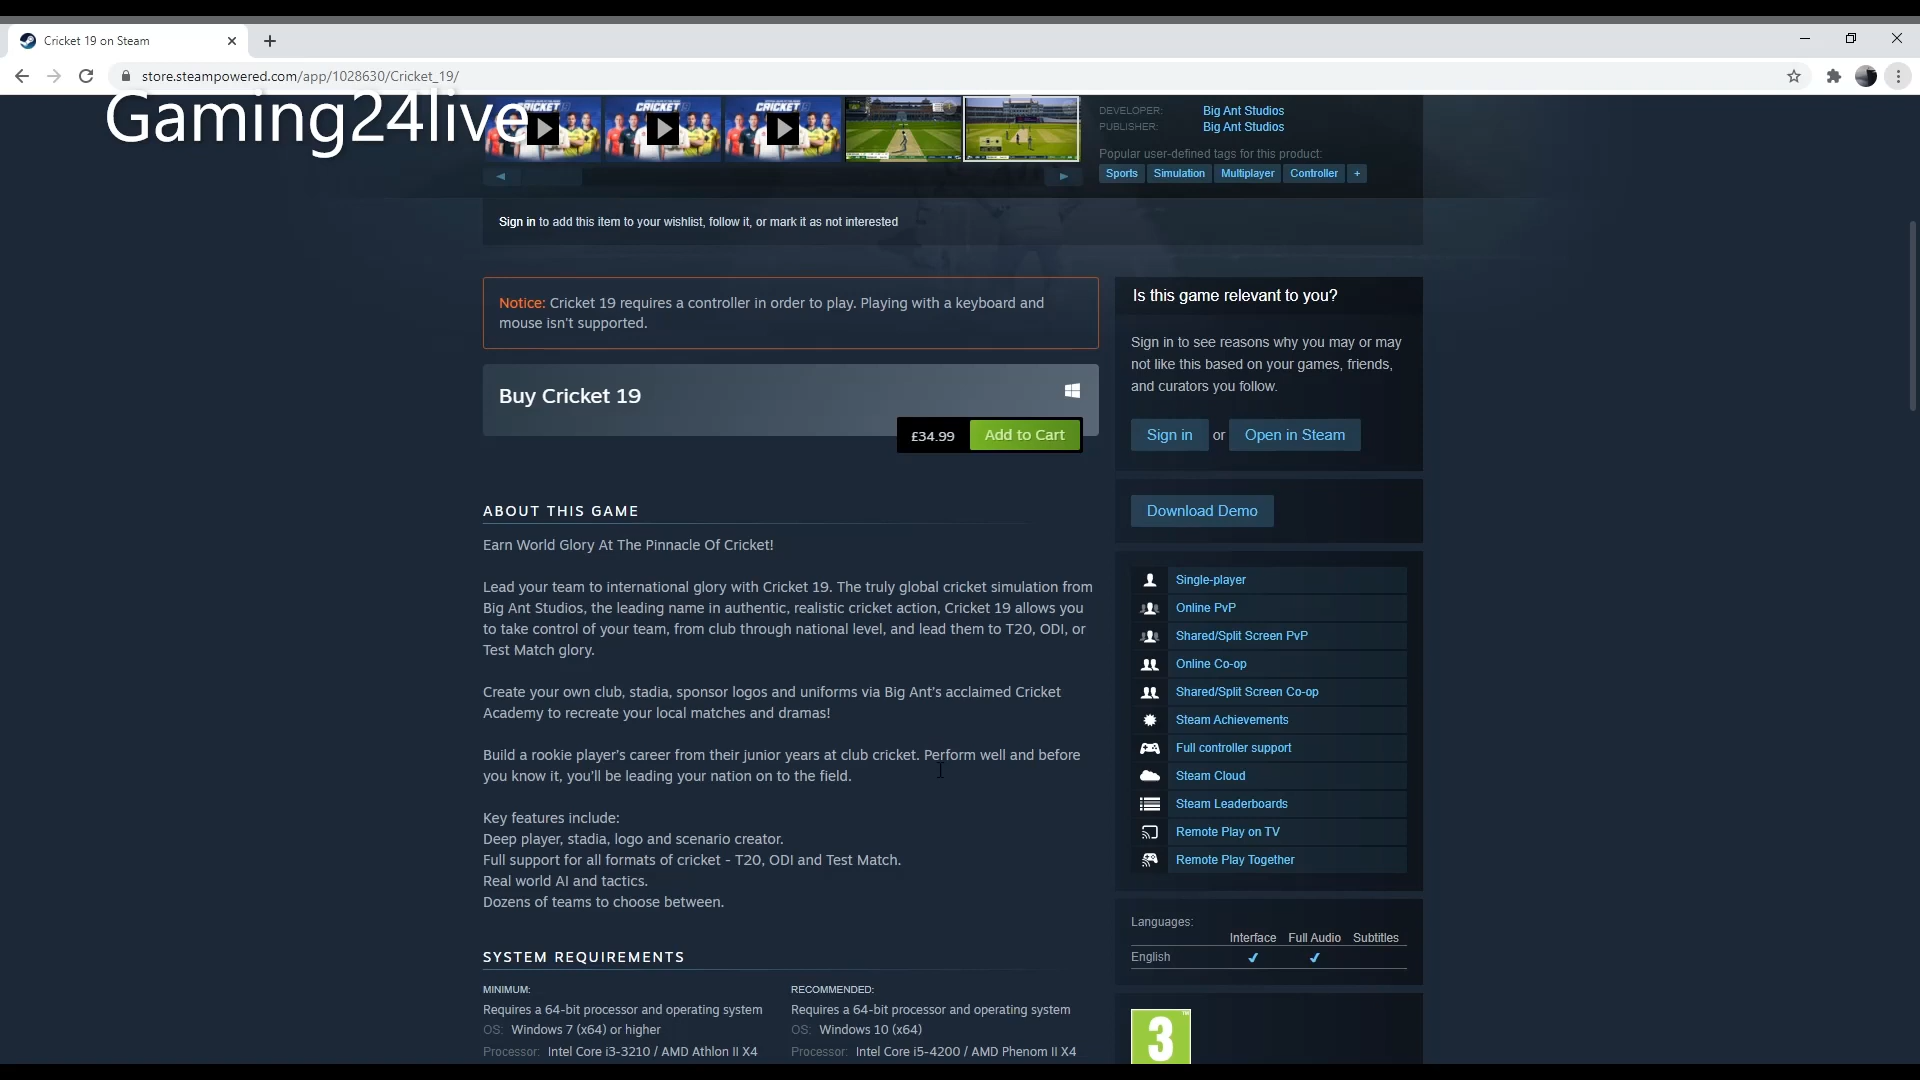 Cricket 19 on Steam
store.steampowered.com/app/1028630/Cricket_19/
Gaming24live
CRICKET 19
CRICKET 19
CRICKET 19
DEVELOPER: Big Ant Studios
PUBLISHER: Big Ant Studios
Popular user-defined tags for this product:
Sports Simulation Multiplayer Controller +
Sign in to add this item to your wishlist, follow it, or mark it as not interested
Notice: Cricket 19 requires a controller in order to play. Playing with a keyboard and
mouse isn't supported.
Buy Cricket 19
£34.99 Add to Cart
ABOUT THIS GAME
Earn World Glory At The Pinnacle Of Cricket!
Lead your team to international glory with Cricket 19. The truly global cricket simulation from
Big Ant Studios, the leading name in authentic, realistic cricket action, Cricket 19 allows you
to take control of your team, from club through national level, and lead them to T20, ODI, or
Test Match glory.
Create your own club, stadia, sponsor logos and uniforms via Big Ant's acclaimed Cricket
Academy to recreate your local matches and dramas!
Build a rookie player's career from their junior years at club cricket. Perform well and before
you know it, you'll be leading your nation on to the field.
Key features include:
Deep player, stadia, logo and scenario creator.
Full support for all formats of cricket - T20, ODI and Test Match.
Real world AI and tactics.
Dozens of teams to choose between.
SYSTEM REQUIREMENTS
MINIMUM:
Requires a 64-bit processor and operating system
OS: Windows 7 (x64) or higher
Processor: Intel Core i3-3210 / AMD Athlon II X4
RECOMMENDED:
Requires a 64-bit processor and operating system
OS: Windows 10 (x64)
Processor: Intel Core i5-4200 / AMD Phenom II X4
Is this game relevant to you?
Sign in to see reasons why you may or may
not like this based on your games, friends,
and curators you follow.
Sign in or Open in Steam
Download Demo
Single-player
Online PvP
Shared/Split Screen PvP
Online Co-op
Shared/Split Screen Co-op
Steam Achievements
Full controller support
Steam Cloud
Steam Leaderboards
Remote Play on TV
Remote Play Together
Languages:
Interface Full Audio Subtitles
English ✔ ✔
3